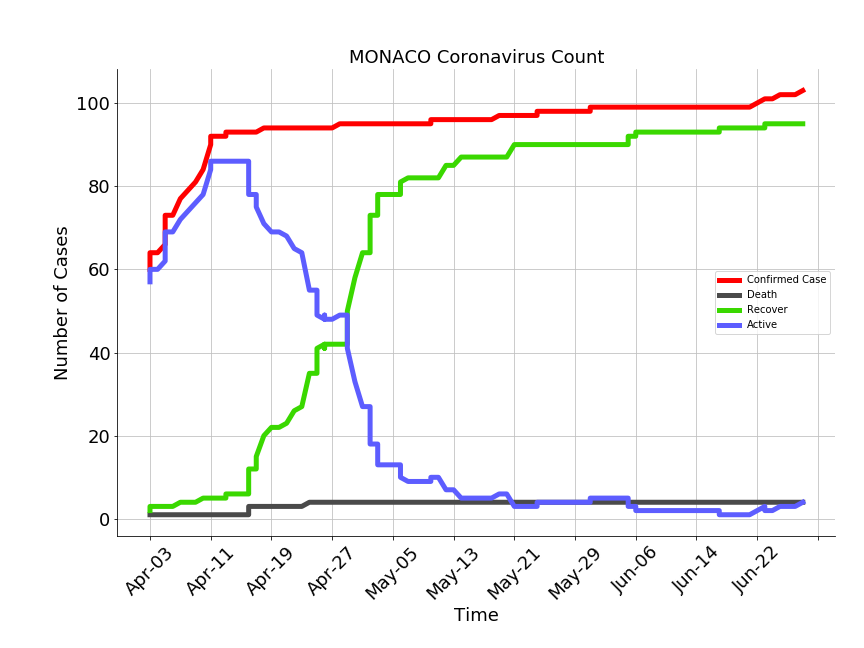 MONACO Coronavirus Count
Number of Cases
100
80
60
40
20
0
Confirmed Case
Death
Recover
Active
Apr-03
Apr-11
Apr-19
Apr-27
May-05
May-13
May-21
May-29
Jun-06
Jun-14
Jun-22
Time